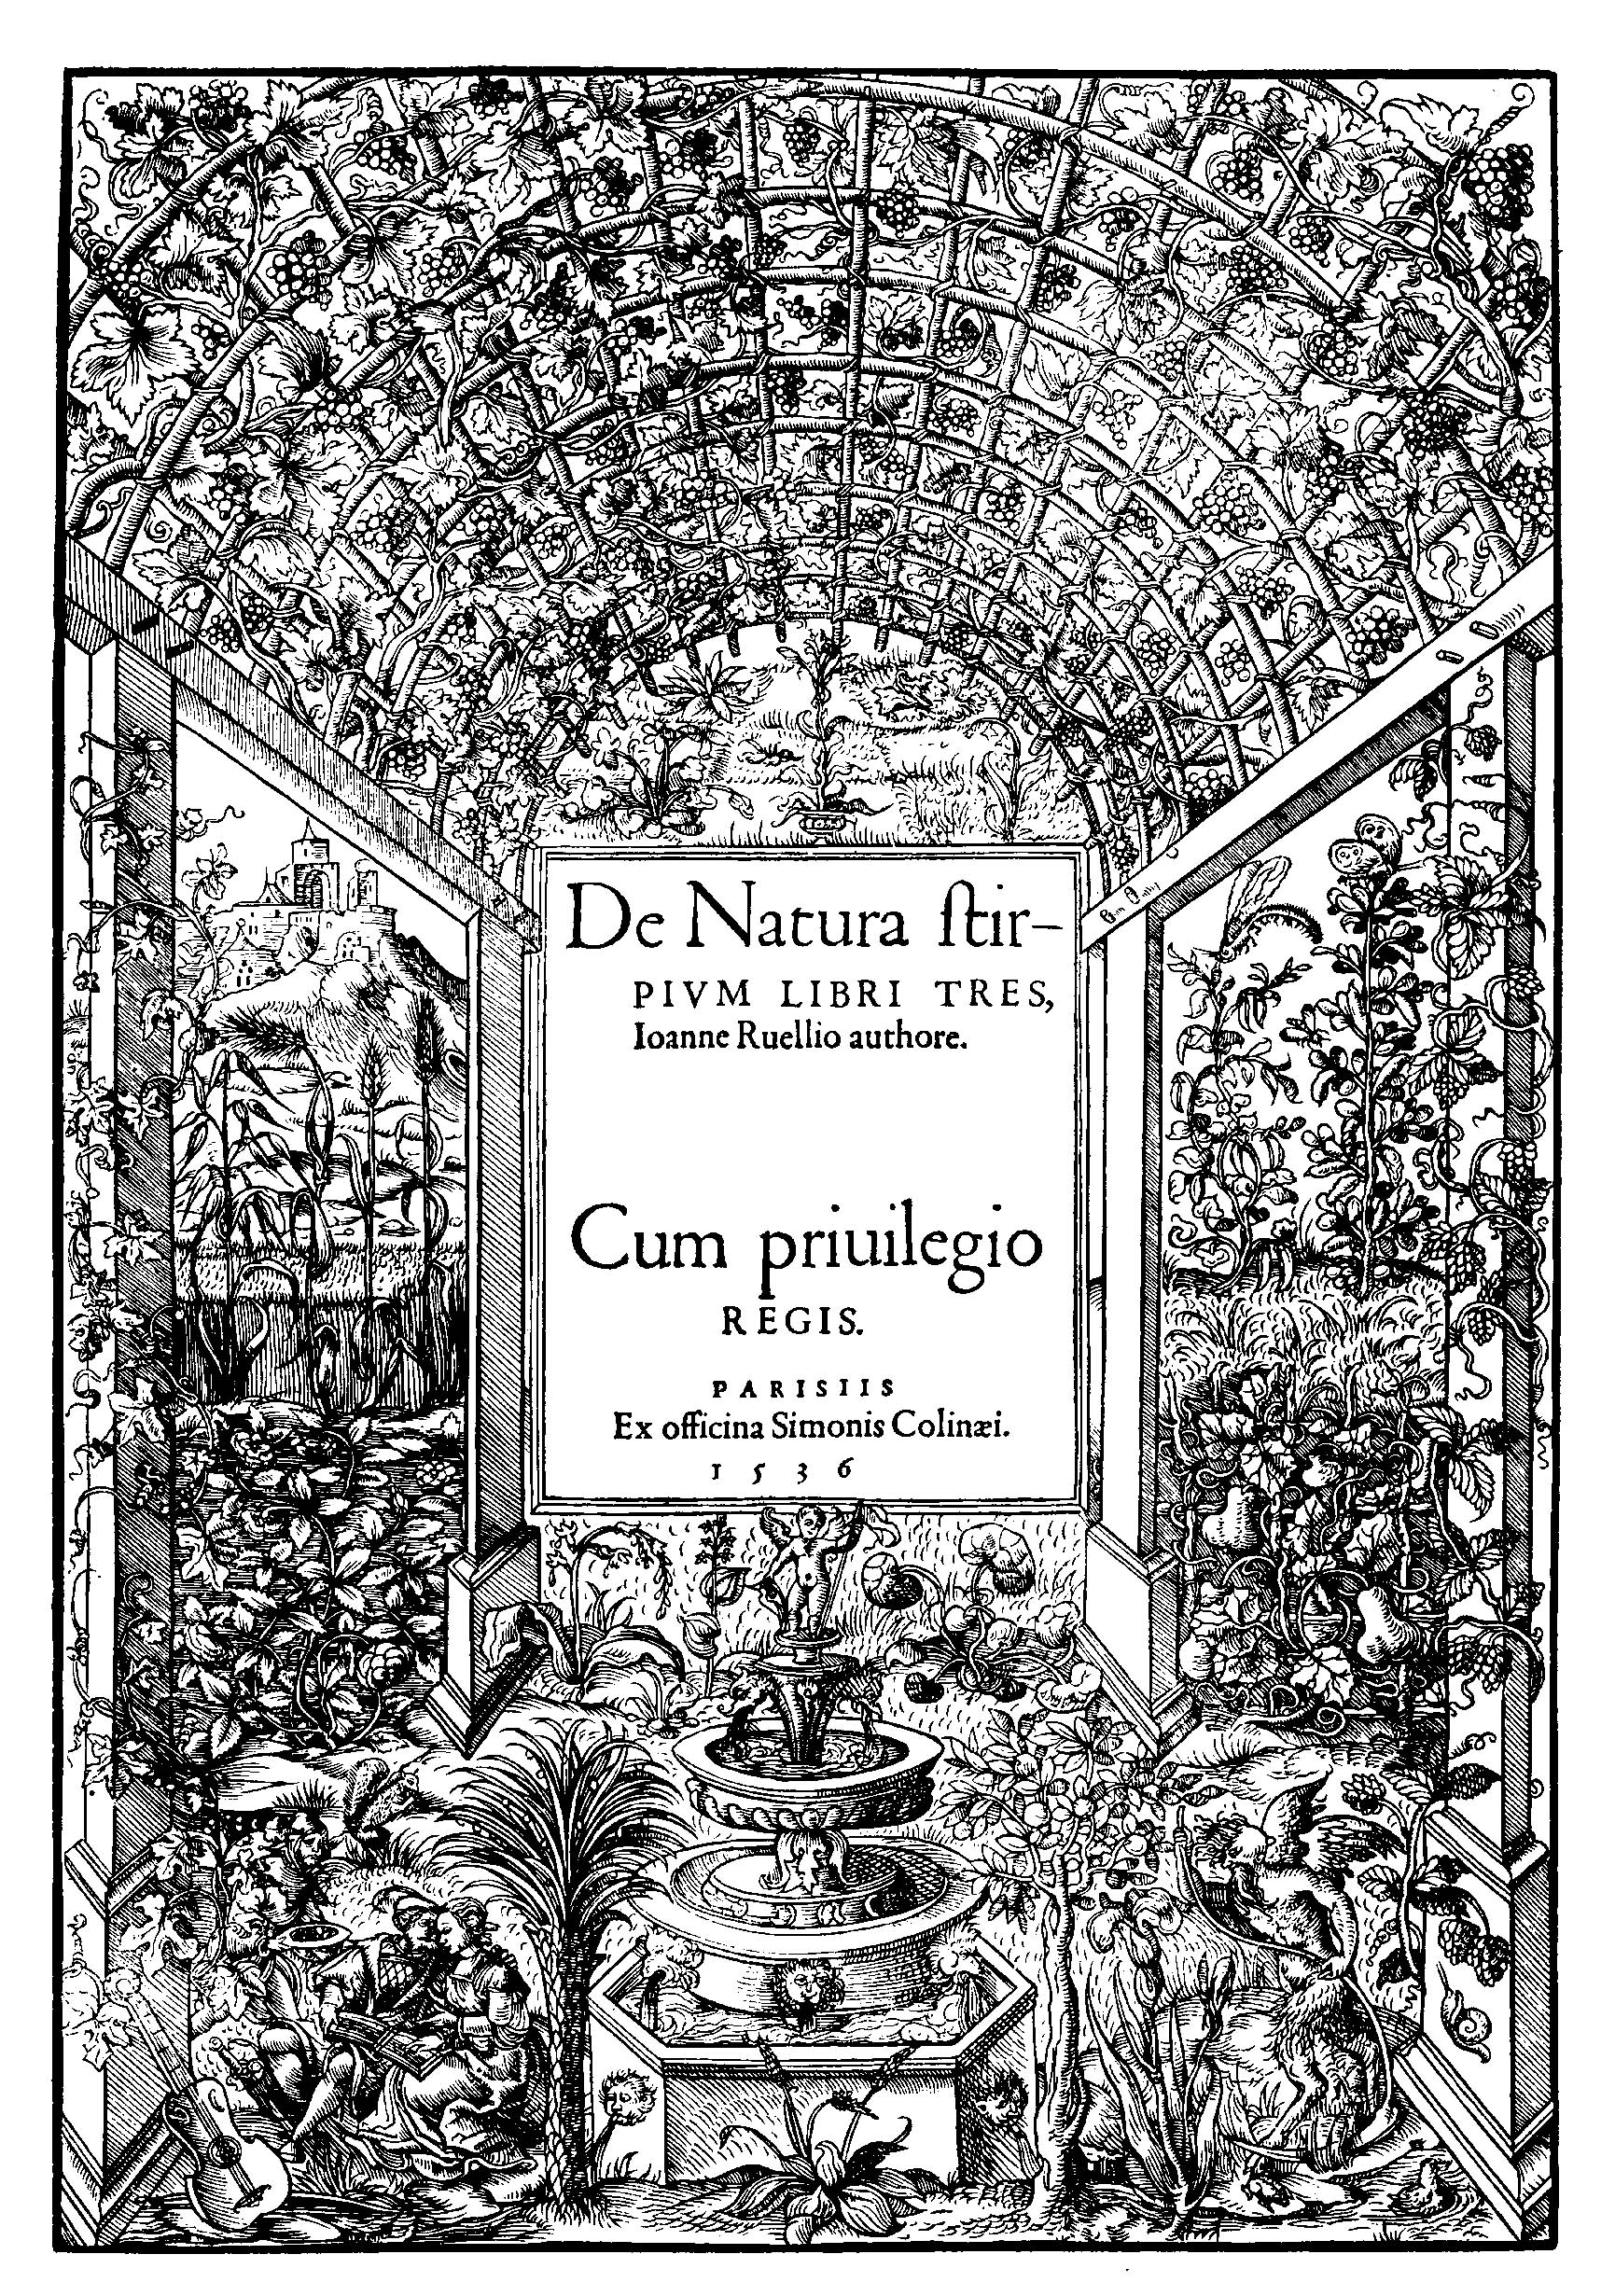 De Natura ſtir-
PIVM LIBRI TRES,
Ioanne Ruellio authore.
Cum priuilegio
REGIS.
PARISIIS
Ex officina Simonis Colinæi.
1536